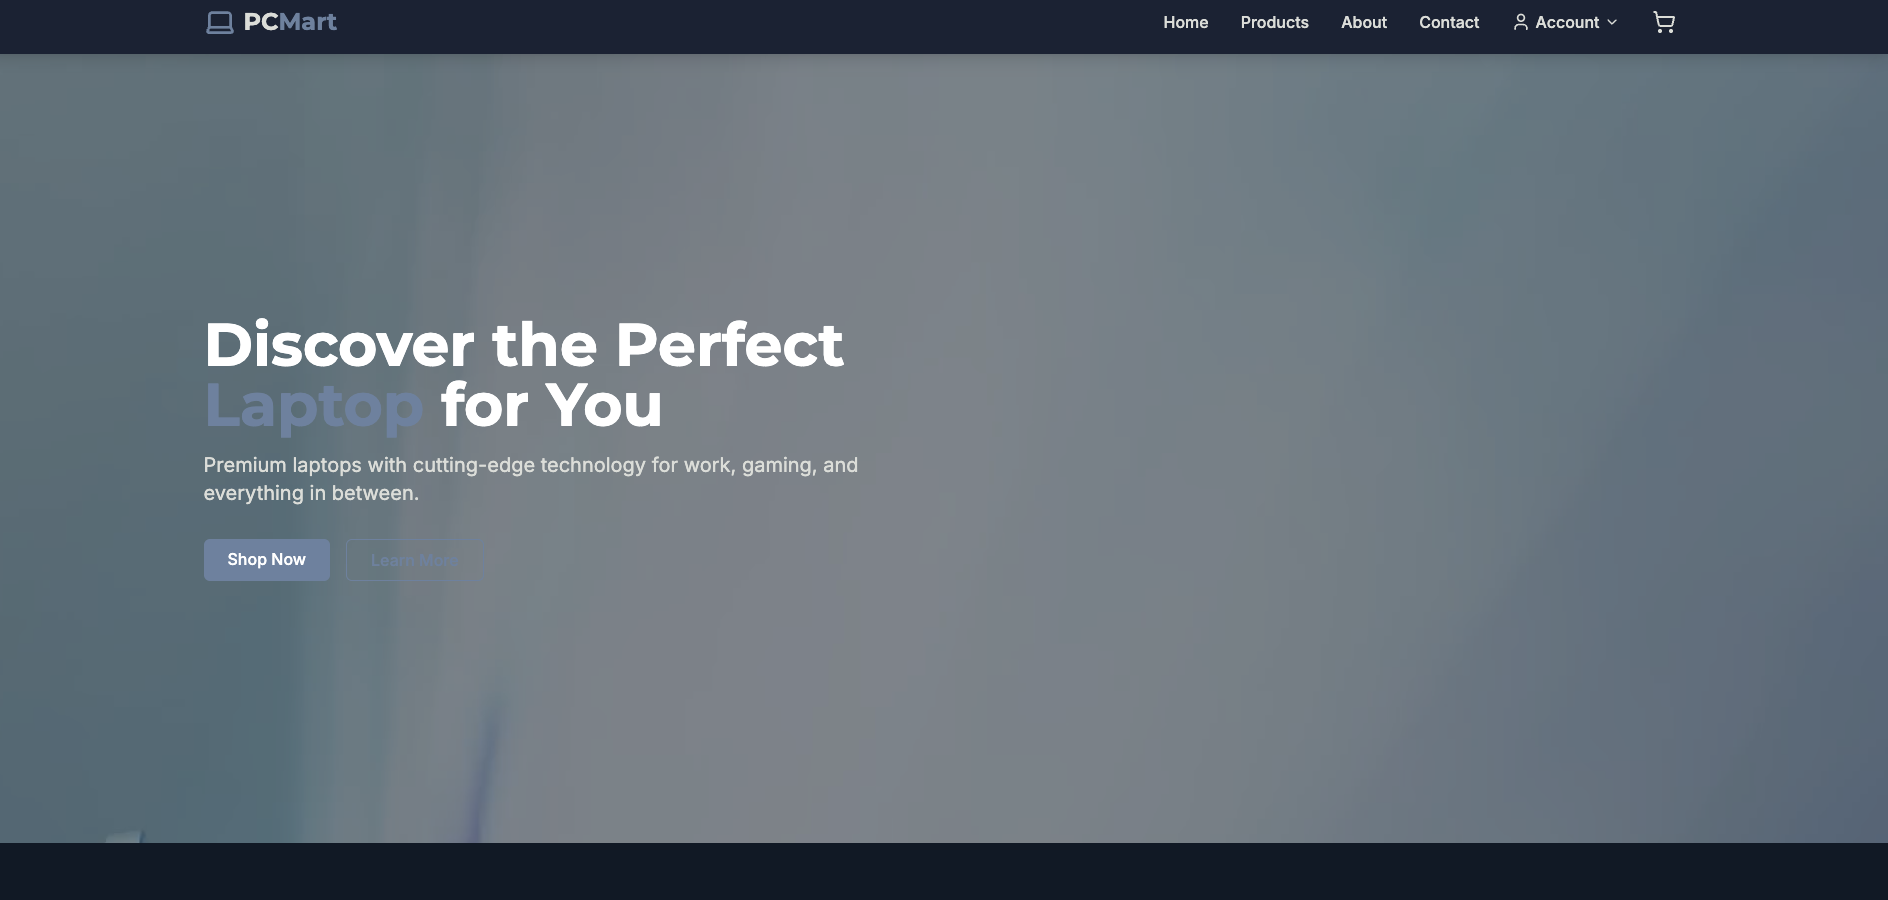 PCMart
Home Products About Contact Account
Discover the Perfect
Laptop for You
Premium laptops with cutting-edge technology for work, gaming, and
everything in between.
Shop Now Learn More